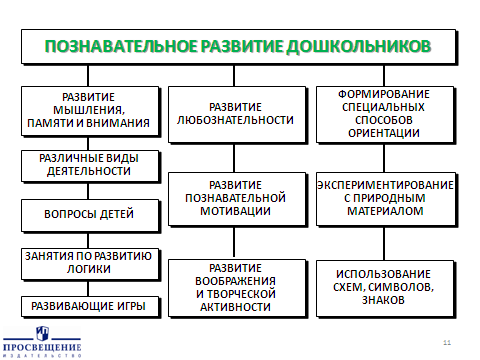 ПОЗНАВАТЕЛЬНОЕ РАЗВИТИЕ ДОШКОЛЬНИКОВ
РАЗВИТИЕ
МЫШЛЕНИЯ,
ПАМЯТИ И ВНИМАНИЯ
РАЗЛИЧНЫЕ ВИДЫ
ДЕЯТЕЛЬНОСТИ
ВОПРОСЫ ДЕТЕЙ
ЗАНЯТИЯ ПО РАЗВИТИЮ
ЛОГИКИ
РАЗВИВАЮЩИЕ ИГРЫ
РАЗВИТИЕ
ЛЮБОЗНАТЕЛЬНОСТИ
РАЗВИТИЕ
ПОЗНАВАТЕЛЬНОЙ
МОТИВАЦИИ
РАЗВИТИЕ
ВООБРАЖЕНИЯ
И ТВОРЧЕСКОЙ
АКТИВНОСТИ
ФОРМИРОВАНИЕ
СПЕЦИАЛЬНЫХ
СПОСОБОВ
ОРИЕНТАЦИИ
ЭКСПЕРИМЕНТИРОВАНИЕ
С ПРИРОДНЫМ
МАТЕРИАЛОМ
ИСПОЛЬЗОВАНИЕ
СХЕМ, СИМВОЛОВ,
ЗНАКОВ
ПРОСВЕЩЕНИЕ
ИЗДАТЕЛЬСТВО
11